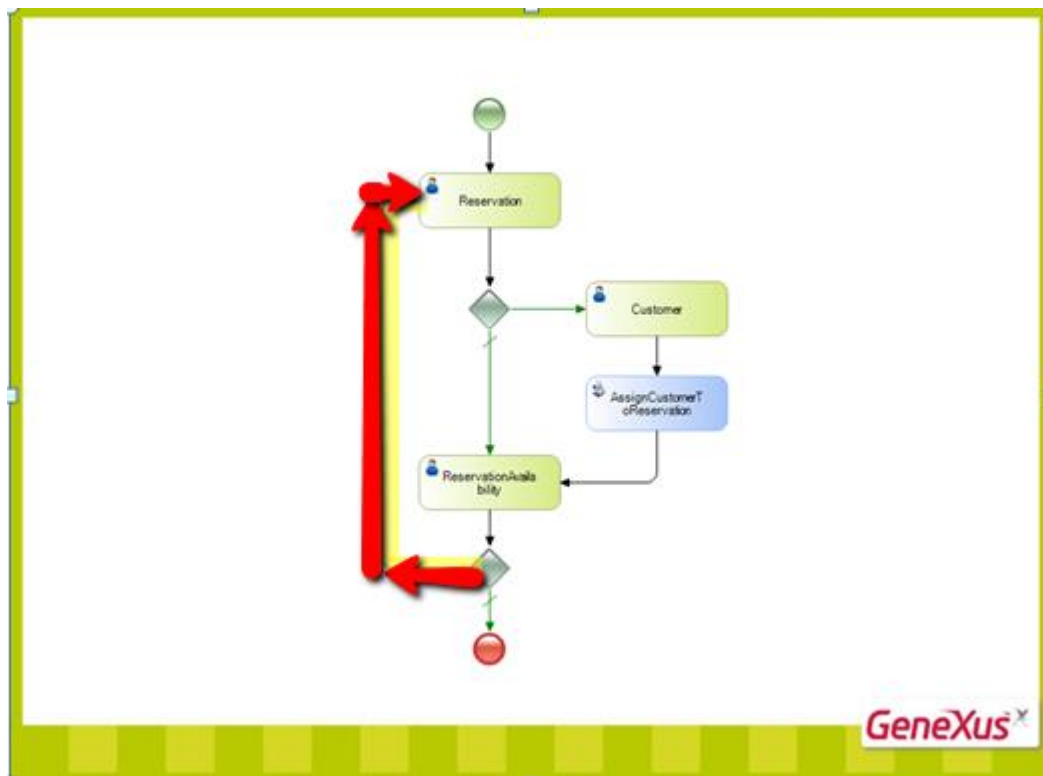 Reservation
Customer
AssignCustomerT
oReservation
ReservationAvaila
bility
GeneXus X